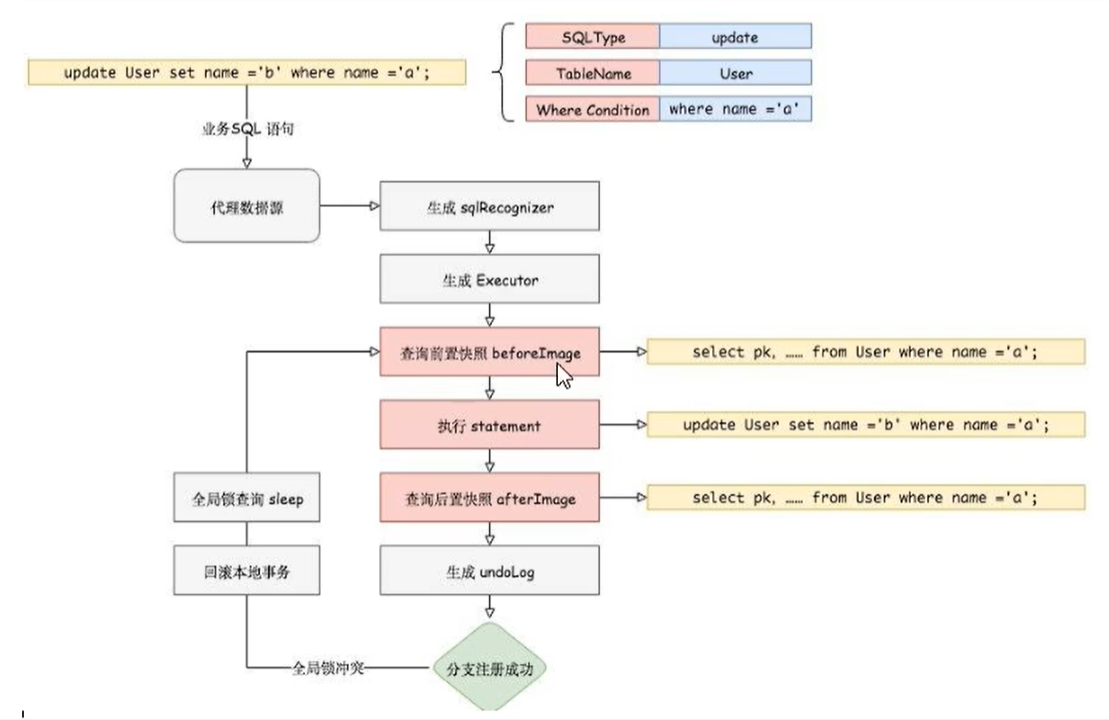 SQLType update
update User set name ='b' where name ='a';
TableName User
Where Condition where name ='a'
业务SQL 语句
代理数据源
生成 sqlRecognizer
生成 Executor
查询前置快照 beforeImage
select pk, …… from User where name ='a';
执行 statement
update User set name ='b' where name ='a';
全局锁查询 sleep
查询后置快照 afterImage
select pk, …… from User where name ='a';
回滚本地事务
生成 undoLog
全局锁冲突
分支注册成功